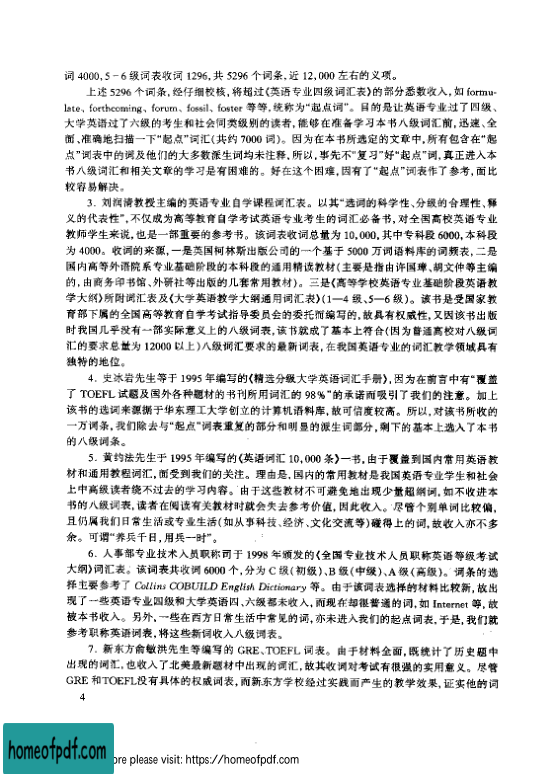 词 4000, 5－6级词表收词 1296, 共 5296 个词条, 近 12,000 左右的义项。
上述 5296 个词条, 经仔细校核, 将超过《英语专业四级词汇表》的部分悉数收入, 如 formu-
late、forthcoming、forum、fossil、foster 等等, 统称为“起点词”。目的是让英语专业过了四级、
大学英语过了六级的考生和社会同类级别的读者, 能够在准备学习本书八级词汇前, 迅速、全
面、准确地扫描一下“起点”词汇(共约 7000 词)。因为在本书所选定的文章中, 所有包含在“起
点”词表中的词及他们的大多数派生词均未注释, 所以, 事先不“复习”好“起点”词, 真正进入本
书八级词汇和相关文章的学习是有困难的。好在这个困难, 因有了“起点”词表作了参考, 而比
较容易解决。
3. 刘润清教授主编的英语专业自学课程词汇表。以其“选词的科学性、分级的合理性、释
义的代表性”, 不仅成为高等教育自学考试英语专业考生的词汇必备书, 对全国高校英语专业
教师学生来说, 也是一部重要的参考书。该词表收词总量为 10,000, 其中专科段 6000, 本科段
为 4000。收词的来源, 一是英国柯林斯出版公司的一个基于 5000 万词语料库的词频表, 二是
国内高等外语院系专业基础阶段的本科段的通用精读教材(主要是指由许国璋、胡文仲等主编
的, 由商务印书馆、外研社等出版的几套常用教材)。三是《高等学校英语专业基础阶段英语教
学大纲》所附词汇表及《大学英语教学大纲通用词汇表》(1—4 级、5—6 级)。该书是受国家教
育部下属的全国高等教育自学考试指导委员会的委托而编写的, 故具有权威性, 又因该书出版
时我国几乎没有一部实际意义上的八级词表, 该书就成了基本上符合(因为普通高校对八级词
汇的要求总量为 12000 以上)八级词汇要求的最新词表, 在我国英语专业的词汇教学领域具有
独特的地位。
4. 史冰岩先生等于 1995 年编写的《精选分级大学英语词汇手册》, 因为在前言中有“覆盖
了 TOEFL 试题及国外各种题材的书刊所用词汇的 98%”的承诺而吸引了我们的注意。加上
该书的选词来源据于华东理工大学创立的计算机语料库, 故可信度较高。所以, 对该书所收的
一万词条, 我们除去与“起点”词表重复的部分和明显的派生词部分, 剩下的基本上选入了本书
的八级词条。
5. 黄钧法先生于 1995 年编写的《英语词汇 10,000 条》一书, 由于覆盖到国内常用英语教
材和通用教程词汇, 而受到我们的关注。理由是, 国内的常用教材是我国英语专业学生和社会
上中高级读者绕不过去的学习内容。由于这些教材不可避免地出现少量超纲词, 如不收进本
书的八级词表, 读者在阅读有关教材时就会失去参考价值, 因此收入。尽管个别单词比较偏,
且仍属我们日常生活或专业生活(如从事科技、经济、文化交流等)碰得上的词, 故收入亦不多
余。可谓“养兵千日, 用兵一时”。
6. 人事部专业技术人员职称司于 1998 年颁发的《全国专业技术人员职称英语等级考试
大纲》词汇表。该词表共收词 6000 个, 分为 C 级(初级)、B 级(中级)、A 级(高级)。词条的选
择主要参考了 Collins COBUILD English Dictionary 等。由于该词表选择的材料比较新, 故出
现了一些英语专业四级和大学英语四、六级都未收入, 而现在却很普通的词, 如 Internet 等, 故
被本书收入。另外, 一些在西方日常生活中常见的词, 亦未进入我们的起点词表, 于是, 我们就
参考职称英语词表, 将这些新词收入八级词表。
7. 新东方俞敏洪先生等编写的 GRE、TOEFL 词表。由于材料全面, 既统计了历史题中
出现的词汇, 也收入了北美最新题材中出现的词汇, 故其收词对考试有很强的实用意义。尽管
GRE 和TOEFL没有具体的权威词表, 而新东方学校经过实践而产生的教学效果, 证实他的词
4
homeofpdf.com
ore please visit: https://homeofpdf.com